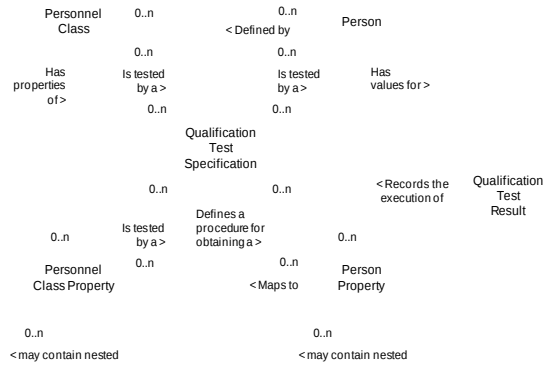 Personnel
Class
0..n
0..n
< Defined by
Person
0..n
0..n
Has
properties
of >
Is tested
by a >
Is tested
by a >
Has
values for >
0..n
0..n
Qualification
Test
Specification
0..n
0..n
< Records the
execution of
Qualification
Test
Result
Is tested
by a >
Defines a
procedure for
obtaining a >
0..n
0..n
0..n
0..n
Personnel
Class Property
< Maps to
Person
Property
0..n
0..n
< may contain nested
< may contain nested